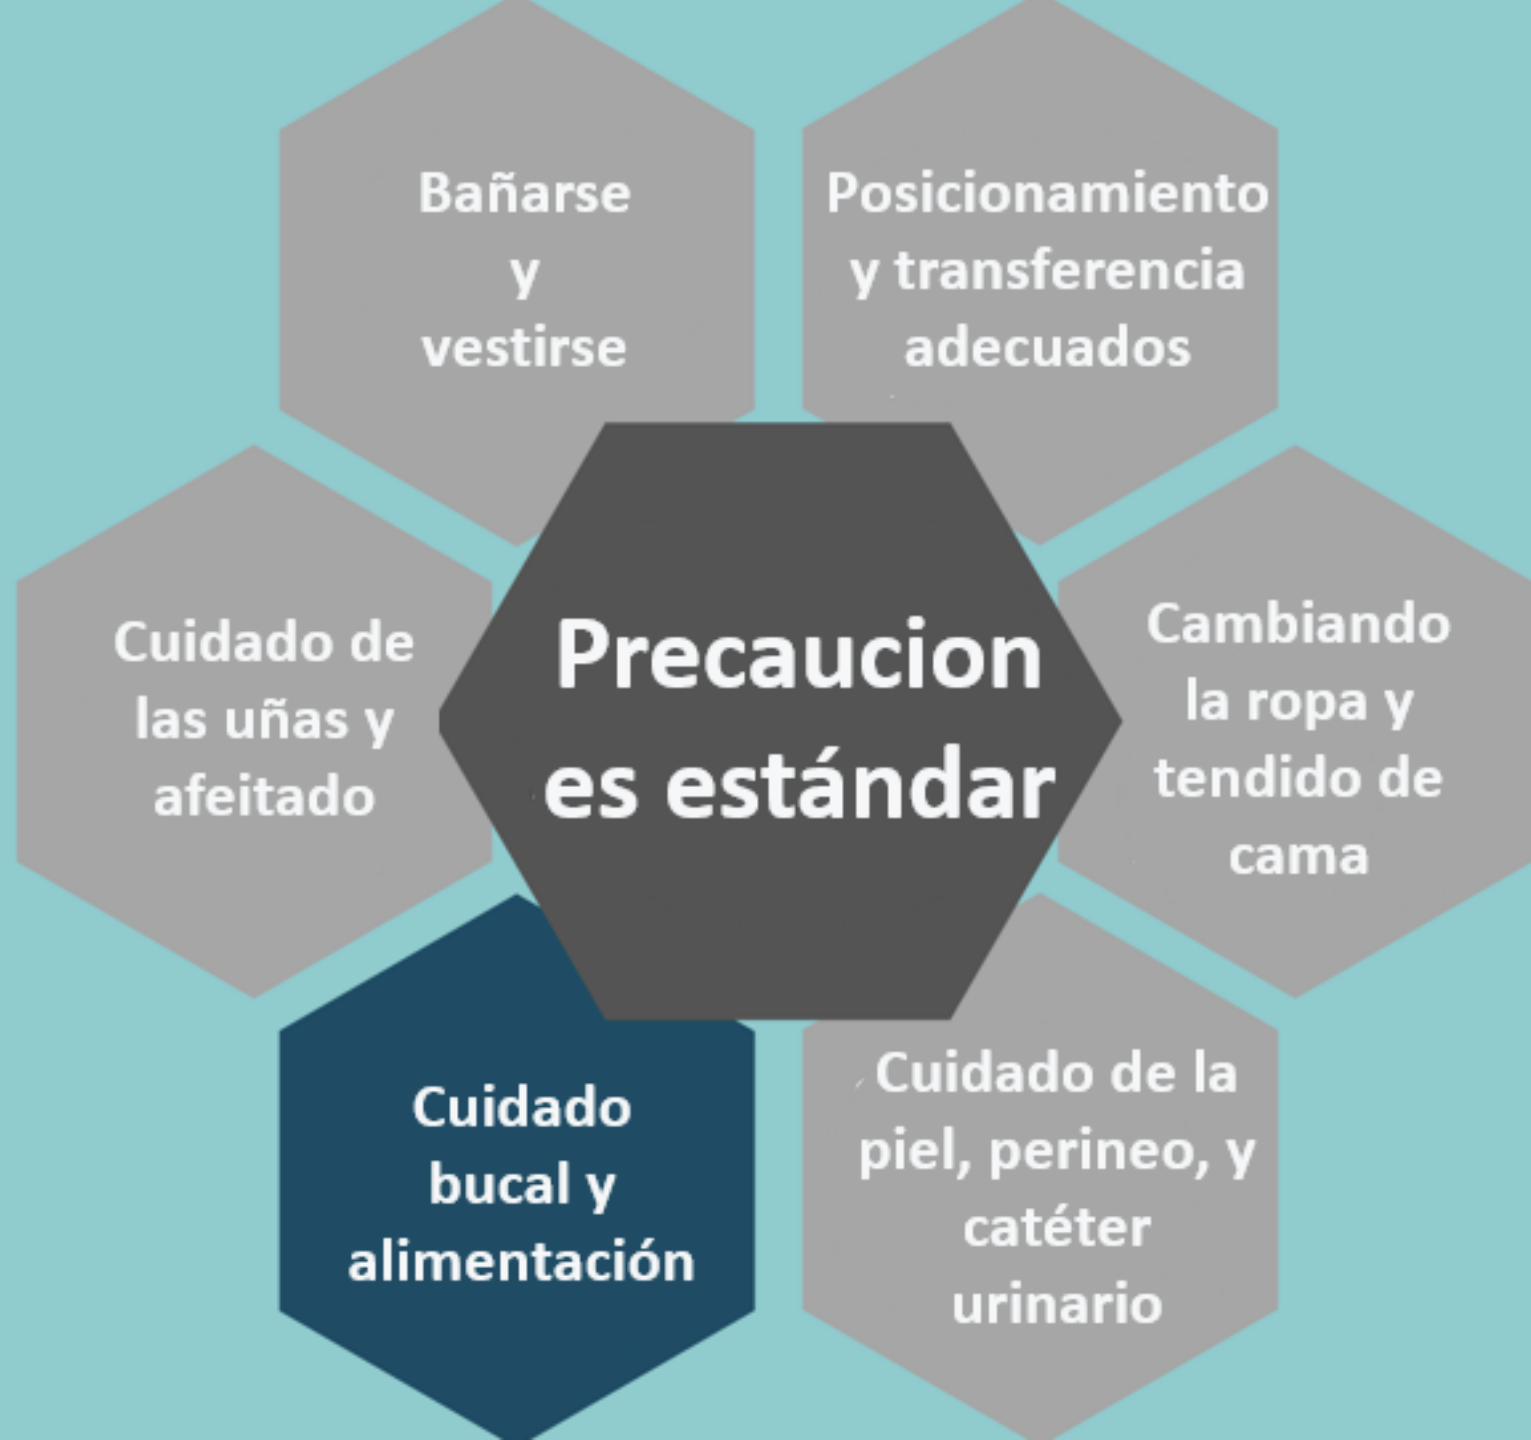 Bañarse
y
vestirse
Posicionamiento
y transferencia
adecuados
Cuidado de
las uñas y
afeitado
Precaucion
es estándar
Cambiando
la ropa y
tendido de
cama
Cuidado
bucal y
alimentación
Cuidado de la
piel, perineo, y
catéter
urinario